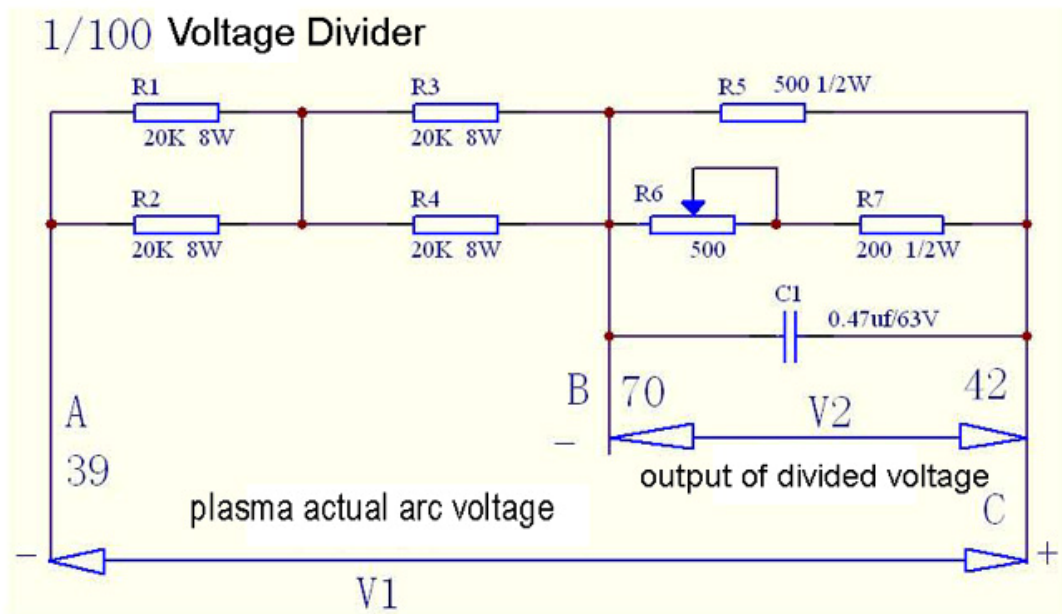 1/100 Voltage Divider
R1
20K 8W
R3
20K 8W
R5 500 1/2W
R2
20K 8W
R4
20K 8W
R6
500
R7
200 1/2W
C1
0.47uf/63V
A
39
B 70
42
V2
-
output of divided voltage
C
plasma actual arc voltage
- +
V1